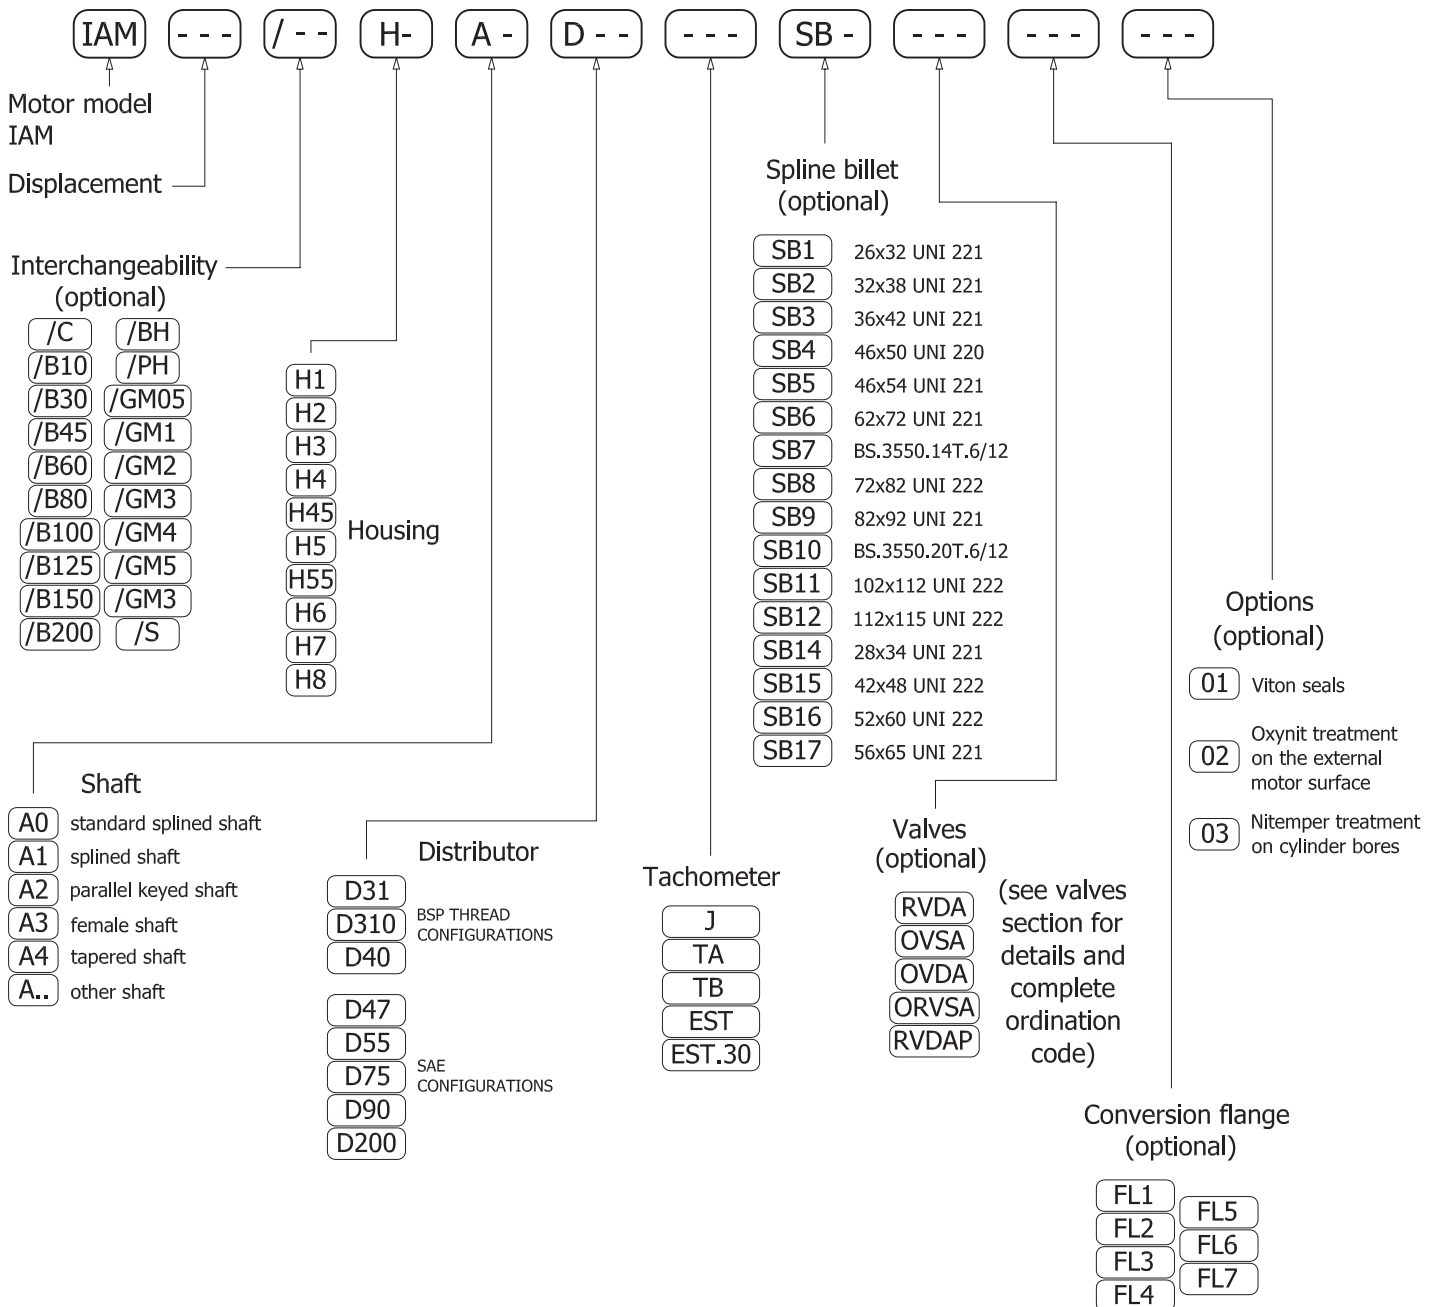 IAM - - - / - - H- A - D - - - - - SB - - - - - - - - - -
Motor model
IAM
Displacement
Interchangeability
(optional)
/C /BH
/B10 /PH
/B30 /GM05
/B45 /GM1
/B60 /GM2
/B80 /GM3
/B100 /GM4
/B125 /GM5
/B150 /GM3
/B200 /S
H1
H2
H3
H4
H45
H5
H55
H6
H7
H8
Housing
Shaft
A0 standard splined shaft
A1 splined shaft
A2 parallel keyed shaft
A3 female shaft
A4 tapered shaft
A.. other shaft
Distributor
D31
D310
D40
BSP THREAD
CONFIGURATIONS
D47
D55
D75
D90
D200
SAE
CONFIGURATIONS
Tachometer
J
TA
TB
EST
EST.30
Spline billet
(optional)
SB1 26x32 UNI 221
SB2 32x38 UNI 221
SB3 36x42 UNI 221
SB4 46x50 UNI 220
SB5 46x54 UNI 221
SB6 62x72 UNI 221
SB7 BS.3550.14T.6/12
SB8 72x82 UNI 222
SB9 82x92 UNI 221
SB10 BS.3550.20T.6/12
SB11 102x112 UNI 222
SB12 112x115 UNI 222
SB14 28x34 UNI 221
SB15 42x48 UNI 222
SB16 52x60 UNI 222
SB17 56x65 UNI 221
Valves
(optional)
RVDA
OVSA
OVDA
ORVSA
RVDAP
(see valves
section for
details and
complete
ordination
code)
Conversion flange
(optional)
FL1
FL2
FL3
FL4
FL5
FL6
FL7
Options
(optional)
01 Viton seals
02 Oxynit treatment
on the external
motor surface
03 Nitemper treatment
on cylinder bores